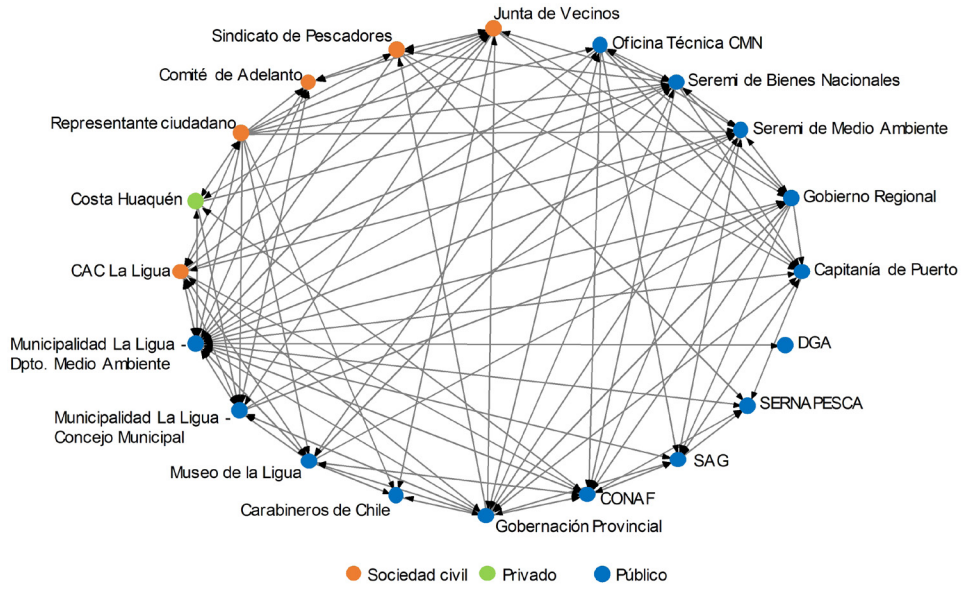 Junta de Vecinos
Sindicato de Pescadores
Oficina Técnica CMN
Comité de Adelanto
Seremi de Bienes Nacionales
Representante ciudadano
Seremi de Medio Ambiente
Costa Huaquén
Gobierno Regional
CAC La Ligua
Capitanía de Puerto
Municipalidad La Ligua -
Dpto. Medio Ambiente
DGA
Municipalidad La Ligua -
Concejo Municipal
SERNAPESCA
Museo de la Ligua
SAG
Carabineros de Chile
CONAF
Gobernación Provincial
Sociedad civil
Privado
Público